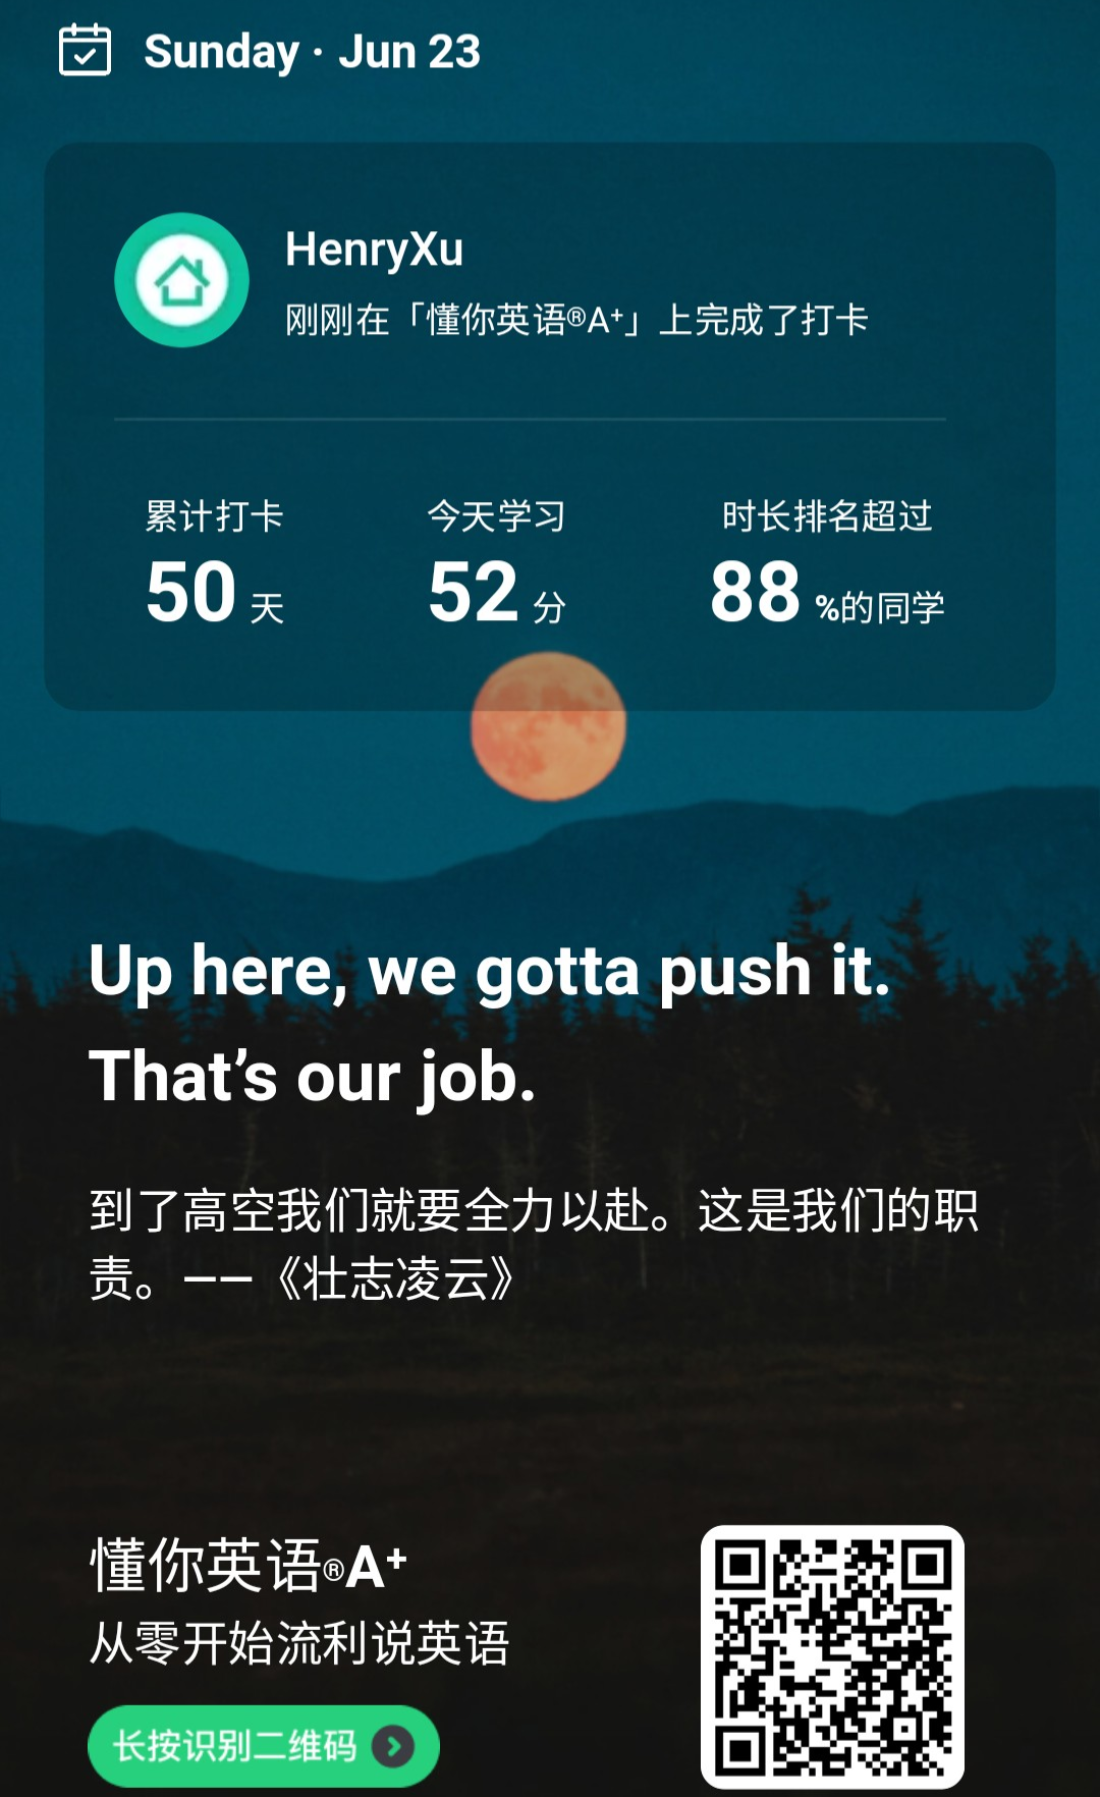 Sunday · Jun 23
HenryXu
刚刚在「懂你英语®A⁺」上完成了打卡
累计打卡
今天学习
时长排名超过
50 天
52 分
88 %的同学
Up here, we gotta push it.
That’s our job.
到了高空我们就要全力以赴。这是我们的职
责。——《壮志凌云》
懂你英语®A⁺
从零开始流利说英语
长按识别二维码